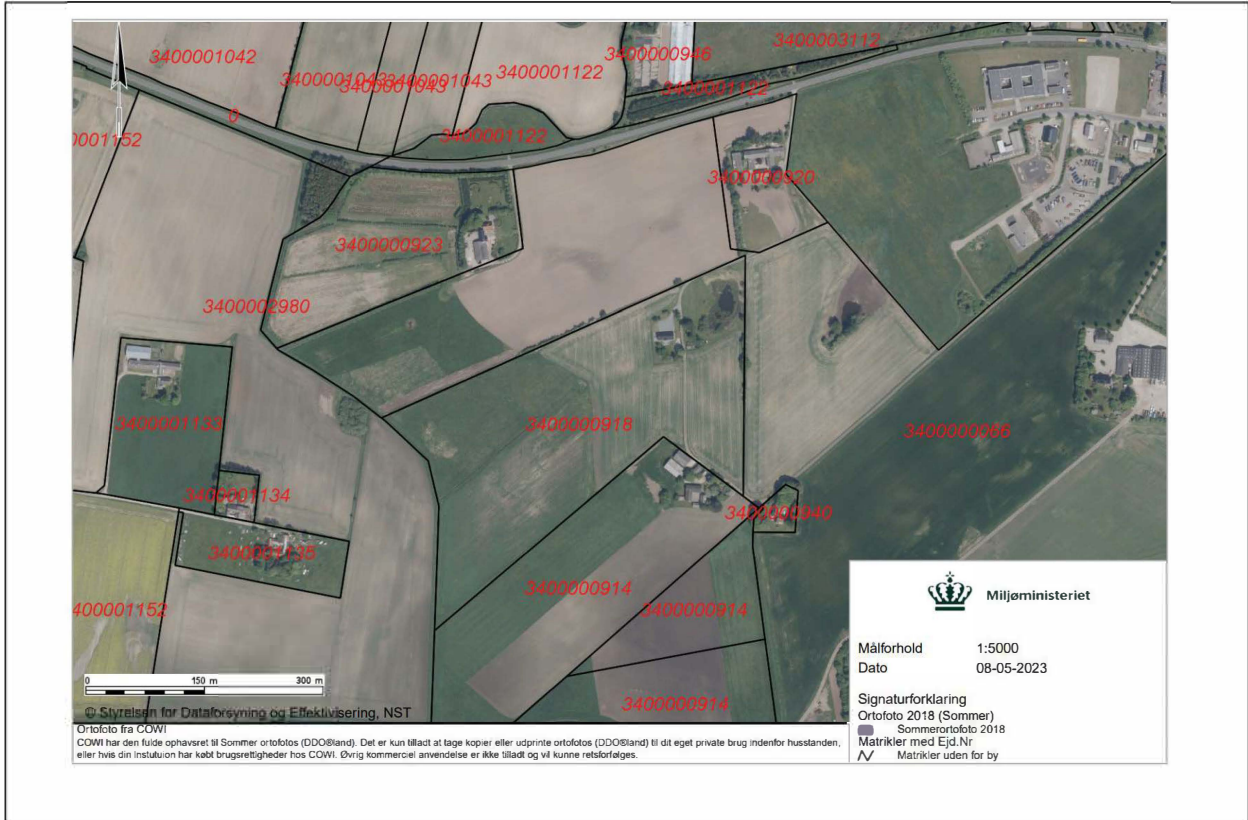 3400001042
3400001043
3400001043
3400001122
3400000946
3400003112
3400001122
0
0001152
3400001122
3400000920
3400000923
3400002980
3400001133
3400000918
3400000066
3400001134
3400000940
3400001135
3400000914
3400000914
400001152
3400000914
0 150 m 300 m
© Styrelsen for Dataforsyning og Effektivisering, NST
Ortofoto fra COWI
COWI har den fulde ophavsret til Sommer ortofotos (DDO®land). Det er kun tilladt at tage kopier eller udprinte ortofotos (DDO®land) til dit eget private brug indenfor husstanden,
eller hvis din instutuion har købt brugsrettigheder hos COWI. Øvrig kommerciel anvendelse er ikke tilladt og vil kunne retsforfølges.
Miljøministeriet
Målforhold 1:5000
Dato 08-05-2023
Signaturforklaring
Ortofoto 2018 (Sommer)
Sommerortofoto 2018
Matrikler med Ejd.Nr
Matrikler uden for by